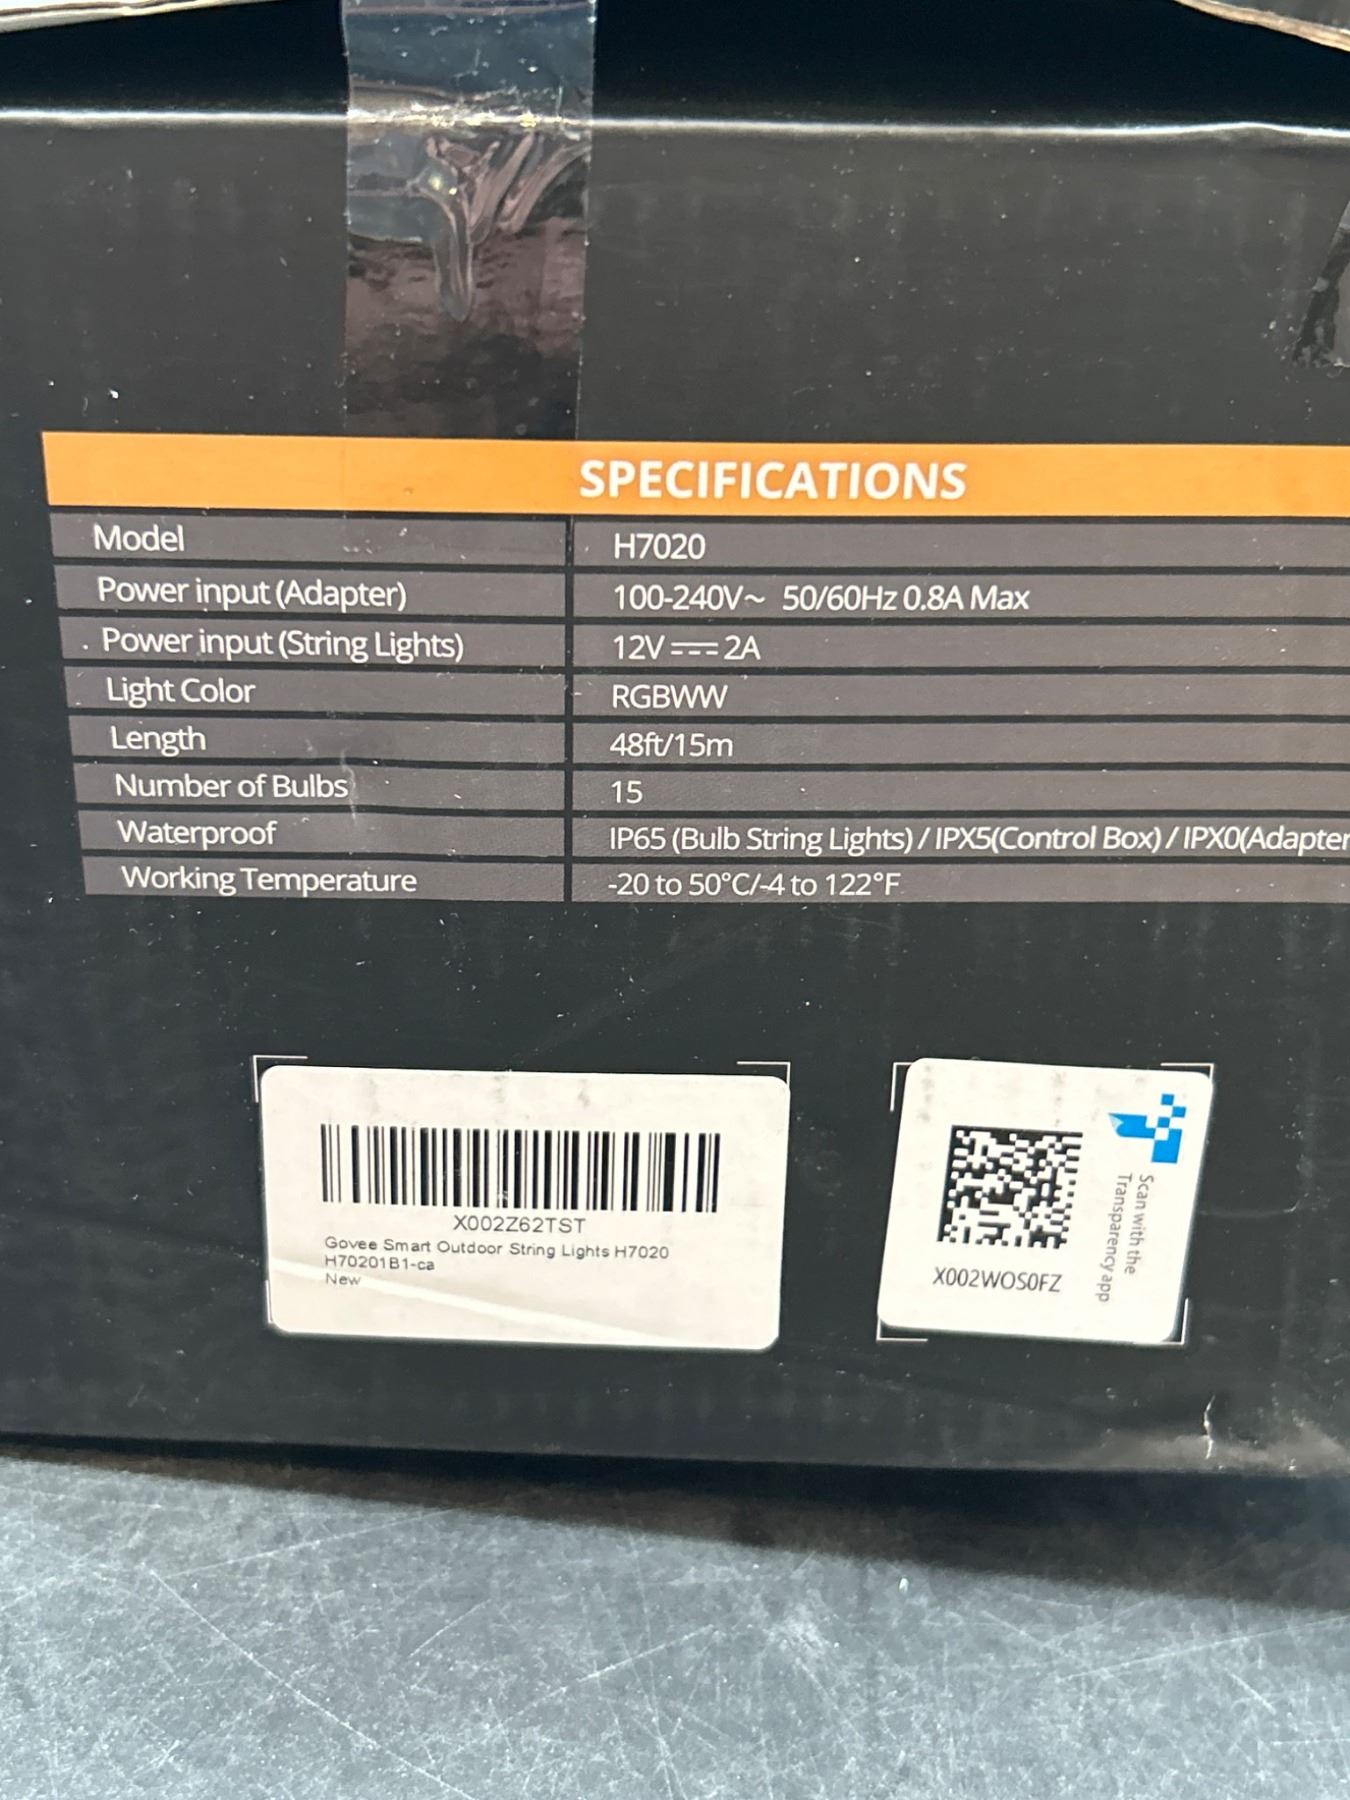 SPECIFICATIONS
Model H7020
Power input (Adapter) 100-240V~ 50/60Hz 0.8A Max
Power input (String Lights) 12V⎓2A
Light Color RGBWW
Length 48ft/15m
Number of Bulbs 15
Waterproof IP65 (Bulb String Lights) / IPX5(Control Box) / IPX0(Adapter
Working Temperature -20 to 50°C/-4 to 122°F
X002Z62TST
Govee Smart Outdoor String Lights H7020
H70201B1-ca
New
X002WOS0FZ
Scan with the
Transparency app